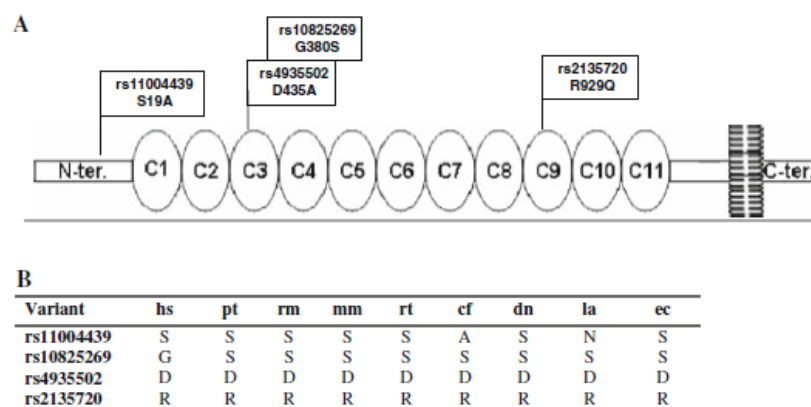 A
rs10825269
G380S
rs11004439
S19A
rs4935502
D435A
rs2135720
R929Q
N-ter. C1 C2 C3 C4 C5 C6 C7 C8 C9 C10 C11 C-ter.
B
Variant hs pt rm mm rt cf dn la ec
rs11004439 S S S S S A S N S
rs10825269 G S S S S S S S S
rs4935502 D D D D D D D D D
rs2135720 R R R R R R R R R